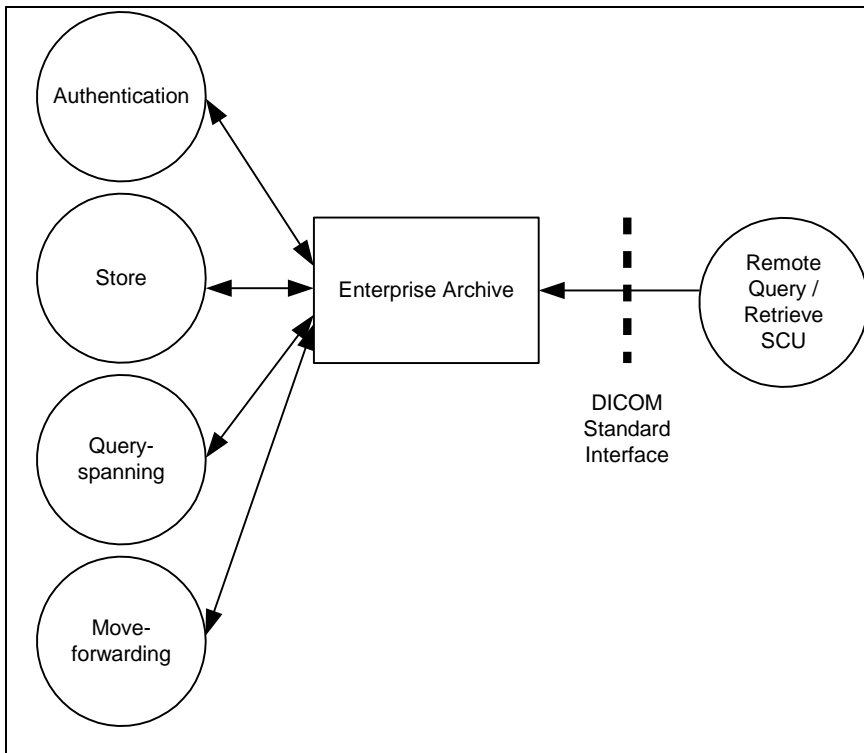 Authentication
Store
Query-
spanning
Move-
forwarding
Enterprise Archive
DICOM
Standard
Interface
Remote
Query /
Retrieve
SCU